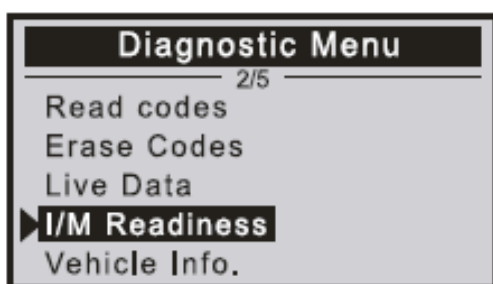 Diagnostic Menu
2/5
Read codes
Erase Codes
Live Data
I/M Readiness
Vehicle Info.